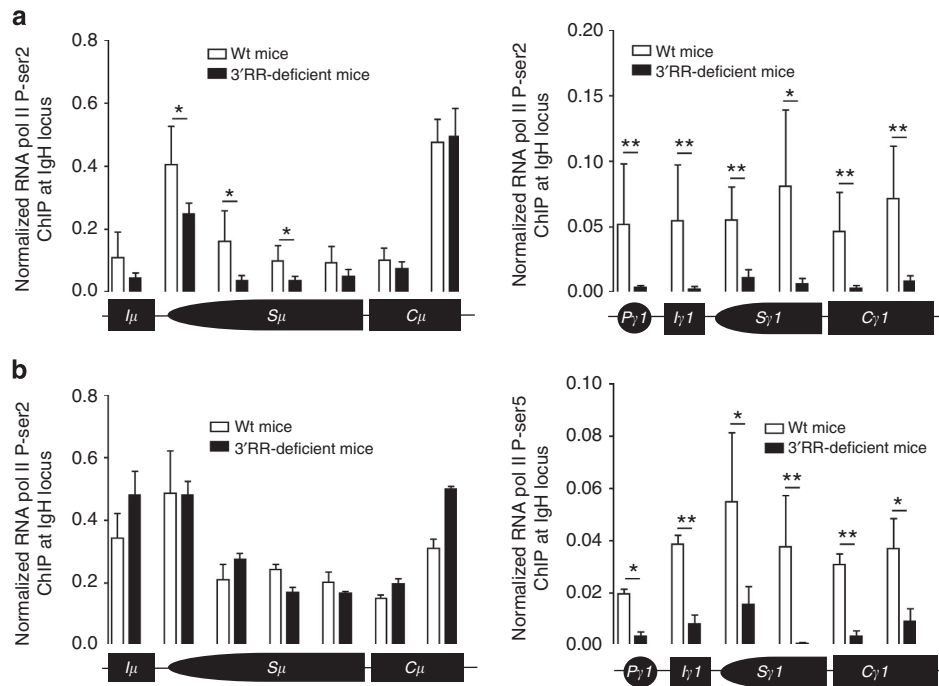 a
Normalized RNA pol II P-ser2
ChIP at IgH locus
0.8
0.6
0.4
0.2
0.0
Wt mice
3′RR-deficient mice
*
*
*
Iμ
Sμ
Cμ
Normalized RNA pol II P-ser2
ChIP at IgH locus
0.20
0.15
0.10
0.05
0.00
Wt mice
3′RR-deficient mice
**
**
**
*
**
**
Pγ1
Iγ1
Sγ1
Cγ1
b
Normalized RNA pol II P-ser2
ChIP at IgH locus
0.8
0.6
0.4
0.2
0.0
Wt mice
3′RR-deficient mice
Iμ
Sμ
Cμ
Normalized RNA pol II P-ser5
ChIP at IgH locus
0.10
0.08
0.06
0.04
0.02
0.00
Wt mice
3′RR-deficient mice
*
**
*
**
**
*
Pγ1
Iγ1
Sγ1
Cγ1